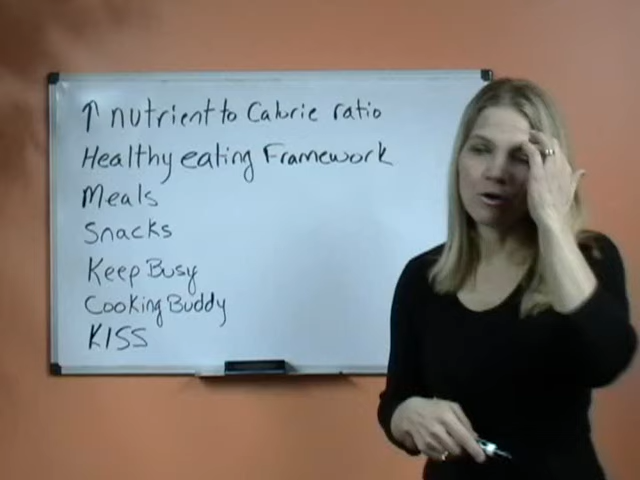 ↑ nutrient to Calorie ratio
Healthy eating Framework
Meals
Snacks
Keep Busy
Cooking Buddy
KISS